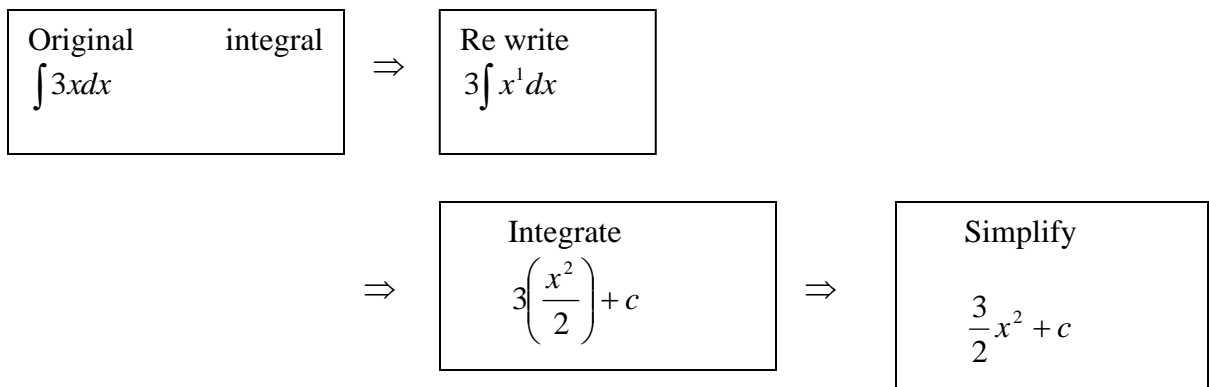 Original integral ⇒ Re write
∫3xdx 3∫x¹dx
⇒ Integrate ⇒ Simplify
3(x²/2) + c
3/2 x² + c